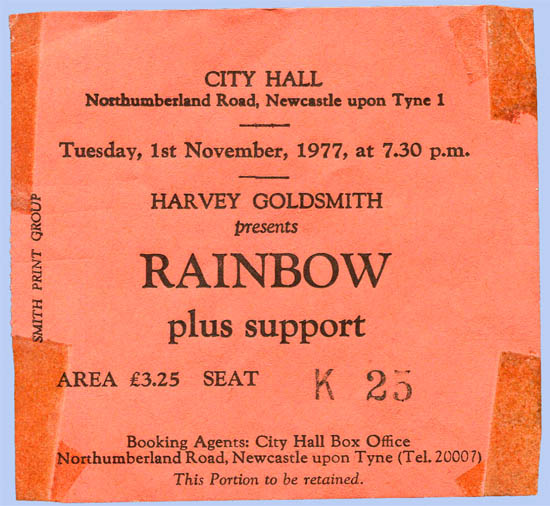 CITY HALL
Northumberland Road, Newcastle upon Tyne 1
Tuesday, 1st November, 1977, at 7.30 p.m.
HARVEY GOLDSMITH
presents
RAINBOW
plus support
AREA £3.25 SEAT K 25
Booking Agents: City Hall Box Office
Northumberland Road, Newcastle upon Tyne (Tel. 20007)
This Portion to be retained.
SMITH PRINT GROUP